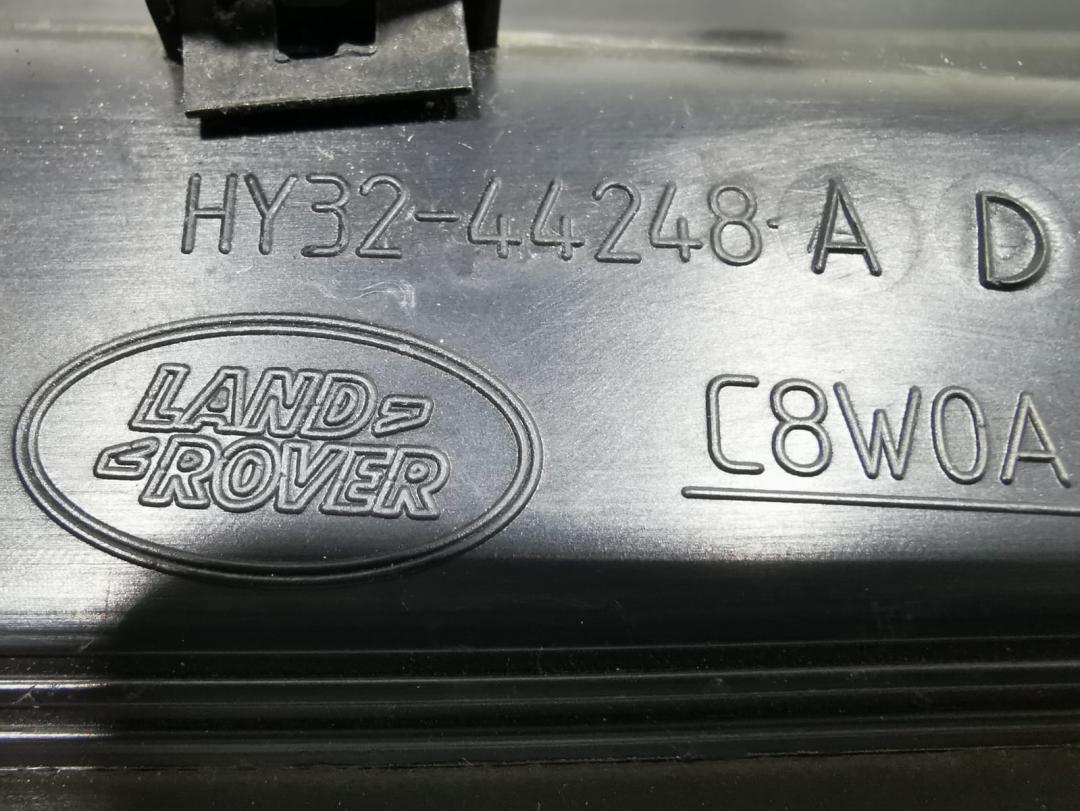 HY32-44248-A D
LAND
ROVER
C8W0A